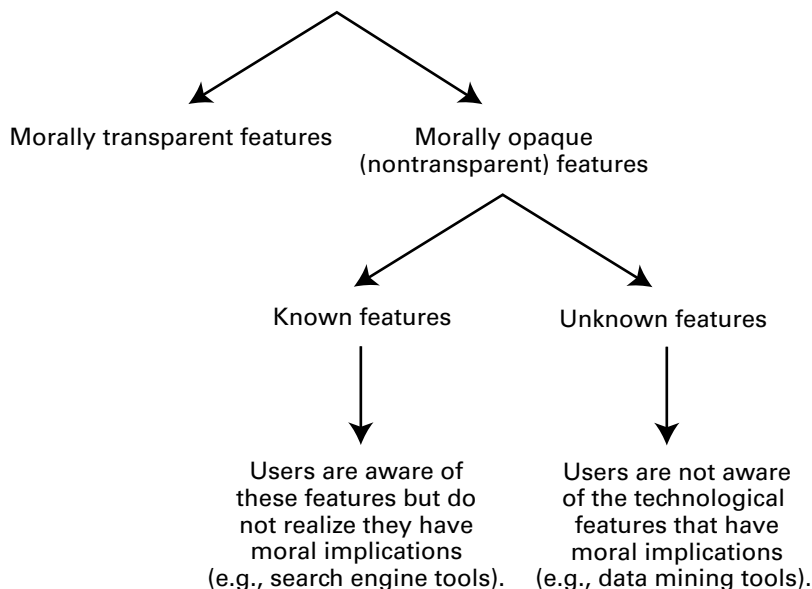 Morally transparent features
Morally opaque
(nontransparent) features
Known features
Unknown features
Users are aware of
these features but do
not realize they have
moral implications
(e.g., search engine tools).
Users are not aware
of the technological
features that have
moral implications
(e.g., data mining tools).